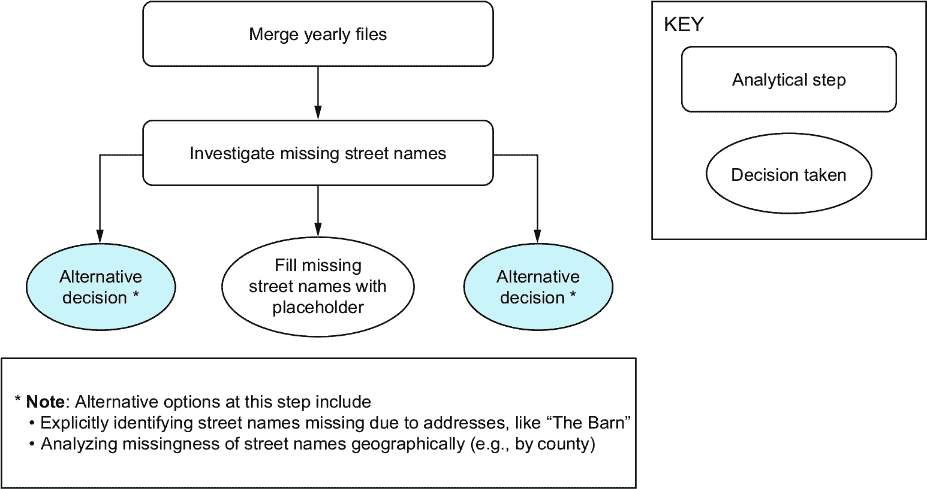 Merge yearly files
Investigate missing street names
Alternative
decision *
Fill missing
street names with
placeholder
Alternative
decision *
* Note: Alternative options at this step include
• Explicitly identifying street names missing due to addresses, like “The Barn”
• Analyzing missingness of street names geographically (e.g., by county)
KEY
Analytical step
Decision taken